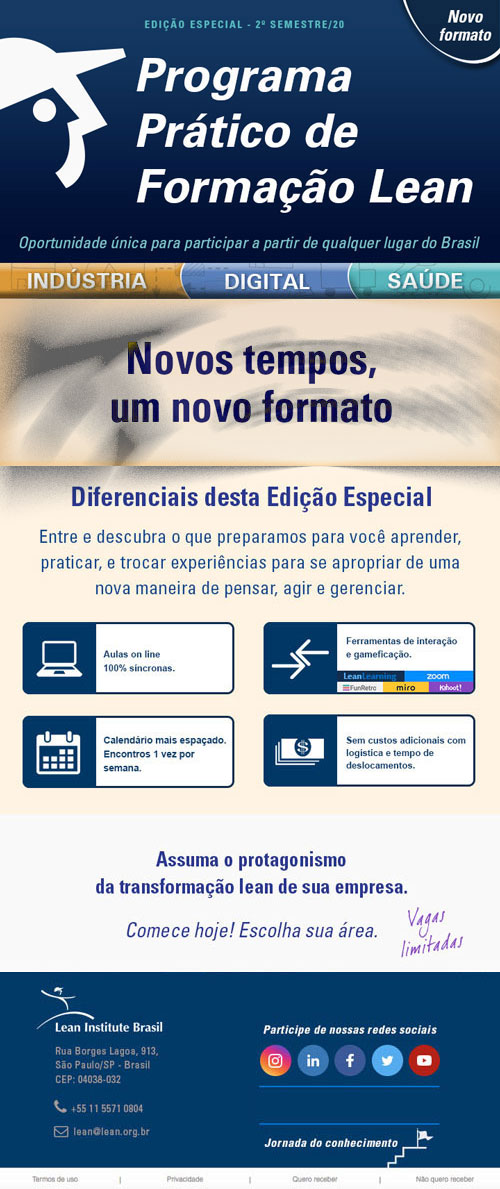 EDIÇÃO ESPECIAL - 2º SEMESTRE/20
Novo
formato
Programa
Prático de
Formação Lean
Oportunidade única para participar a partir de qualquer lugar do Brasil
INDÚSTRIA
DIGITAL
SAÚDE
Novos tempos,
um novo formato
Diferenciais desta Edição Especial
Entre e descubra o que preparamos para você aprender,
praticar, e trocar experiências para se apropriar de uma
nova maneira de pensar, agir e gerenciar.
Aulas on line
100% síncronas.
Ferramentas de interação
e gameficação.
LeanLearning
zoom
FunRetro
miro
Kahoot!
Calendário mais espaçado.
Encontros 1 vez por
semana.
Sem custos adicionais com
logística e tempo de
deslocamentos.
Assuma o protagonismo
da transformação lean de sua empresa.
Comece hoje! Escolha sua área.
Vagas
limitadas
Lean Institute Brasil
Rua Borges Lagoa, 913,
São Paulo/SP - Brasil
CEP: 04038-032
+55 11 5571 0804
lean@lean.org.br
Participe de nossas redes sociais
Jornada do conhecimento
Termos de uso | Privacidade | Quero receber | Não quero receber